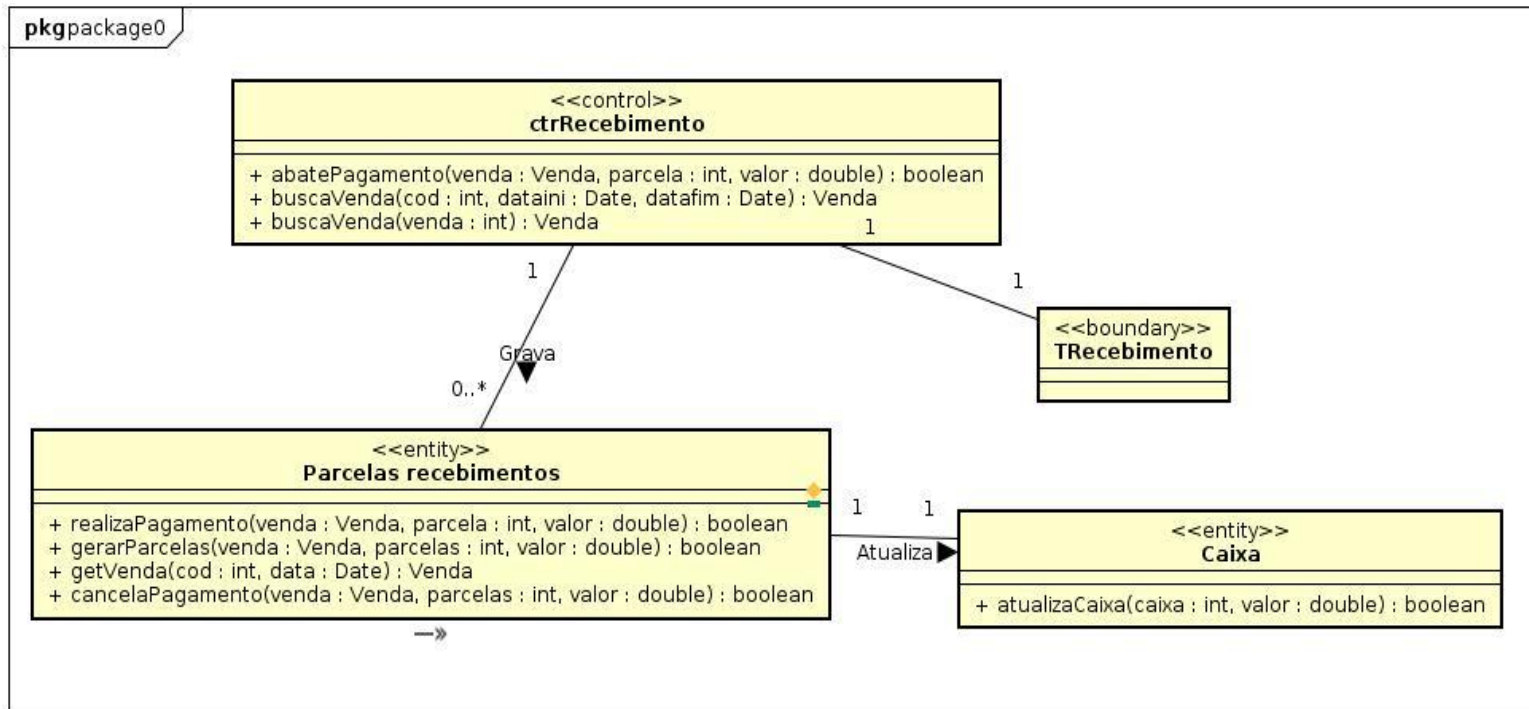 pkg package0
<<control>>
ctrRecebimento
+ abatePagamento(venda : Venda, parcela : int, valor : double) : boolean
+ buscaVenda(cod : int, dataini : Date, datafim : Date) : Venda
+ buscaVenda(venda : int) : Venda
1
1
1
<<boundary>>
TRecebimento
Grava
0..*
<<entity>>
Parcelas recebimentos
+ realizaPagamento(venda : Venda, parcela : int, valor : double) : boolean
+ gerarParcelas(venda : Venda, parcelas : int, valor : double) : boolean
+ getVenda(cod : int, data : Date) : Venda
+ cancelaPagamento(venda : Venda, parcelas : int, valor : double) : boolean
1
1
Atualiza
<<entity>>
Caixa
+ atualizaCaixa(caixa : int, valor : double) : boolean